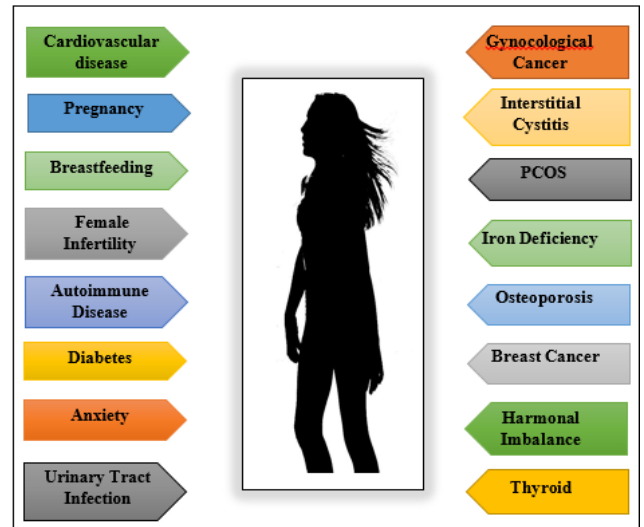 Cardiovascular
disease
Pregnancy
Breastfeeding
Female
Infertility
Autoimmune
Disease
Diabetes
Anxiety
Urinary Tract
Infection
Gynocological
Cancer
Interstitial
Cystitis
PCOS
Iron Deficiency
Osteoporosis
Breast Cancer
Harmonal
Imbalance
Thyroid